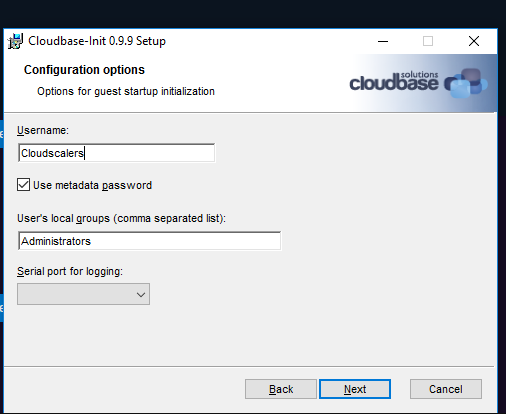 Cloudbase-Init 0.9.9 Setup
Configuration options
Options for guest startup initialization
cloudbase solutions
Username:
Cloudscalers
Use metadata password
User's local groups (comma separated list):
Administrators
Serial port for logging:
Back Next Cancel